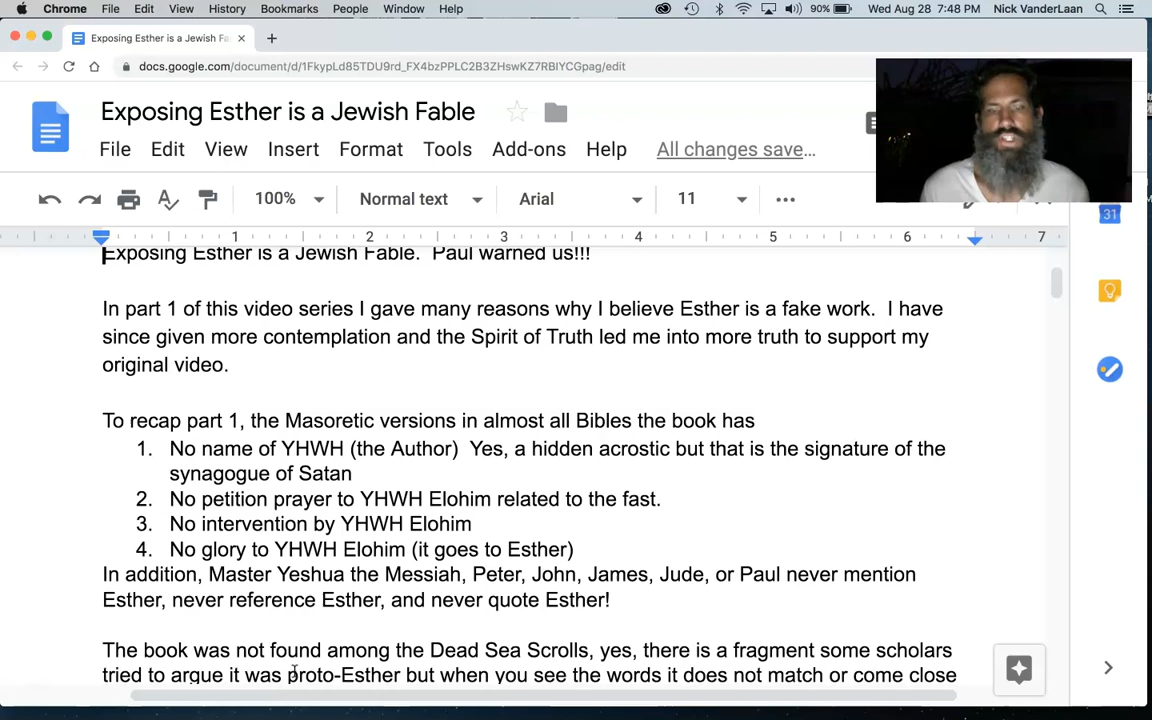 Chrome File Edit View History Bookmarks People Window Help 90% Wed Aug 28 7:48 PM Nick VanderLaan
Exposing Esther is a Jewish Fa
docs.google.com/document/d/1FkypLd85TDU9rd_FX4bzPPLC2B3ZHswKZ7RBIYCGpag/edit
Exposing Esther is a Jewish Fable
File Edit View Insert Format Tools Add-ons Help All changes save…
100% Normal text Arial 11
31
1 2 3 4 5 6 7
Exposing Esther is a Jewish Fable. Paul warned us!!!
In part 1 of this video series I gave many reasons why I believe Esther is a fake work. I have
since given more contemplation and the Spirit of Truth led me into more truth to support my
original video.
To recap part 1, the Masoretic versions in almost all Bibles the book has
1. No name of YHWH (the Author) Yes, a hidden acrostic but that is the signature of the
synagogue of Satan
2. No petition prayer to YHWH Elohim related to the fast.
3. No intervention by YHWH Elohim
4. No glory to YHWH Elohim (it goes to Esther)
In addition, Master Yeshua the Messiah, Peter, John, James, Jude, or Paul never mention
Esther, never reference Esther, and never quote Esther!
The book was not found among the Dead Sea Scrolls, yes, there is a fragment some scholars
tried to argue it was proto-Esther but when you see the words it does not match or come close